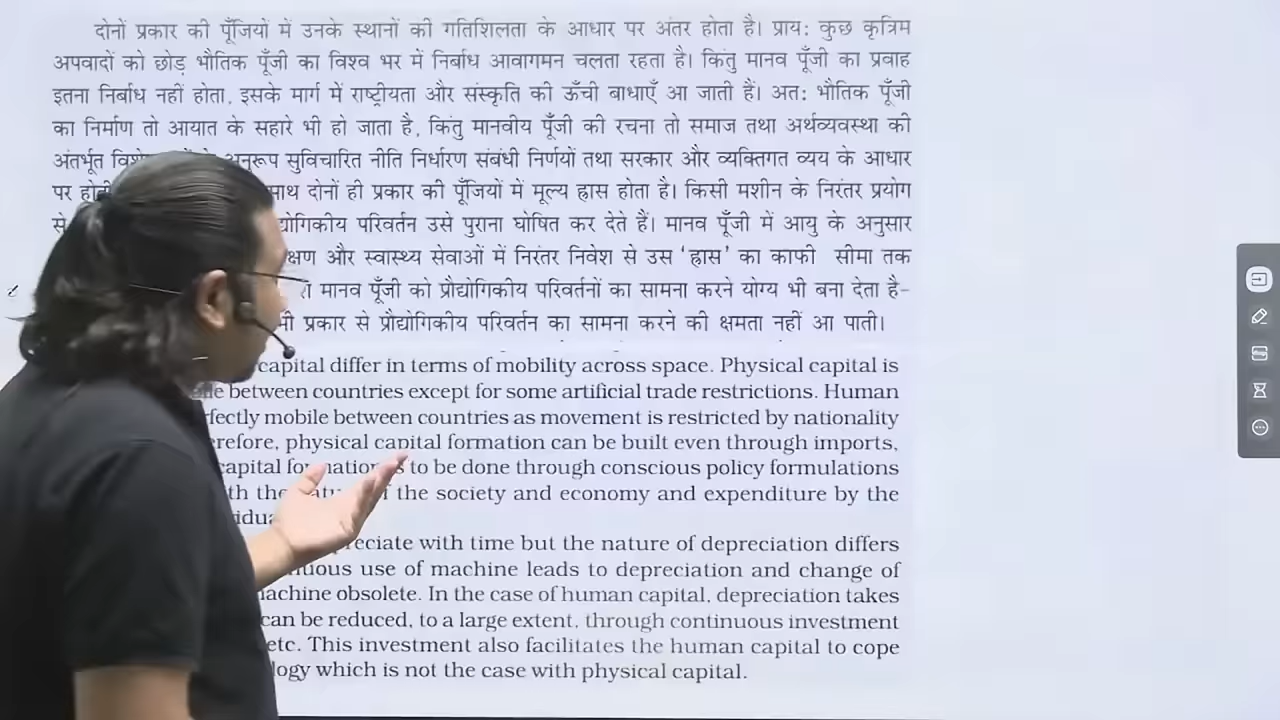 दोनों प्रकार की पूँजियों में उनके स्थानों की गतिशिलता के आधार पर अंतर होता है। प्राय: कुछ कृत्रिम
अपवादों को छोड़ भौतिक पूँजी का विश्व भर में निर्बाध आवागमन चलता रहता है। किंतु मानव पूँजी का प्रवाह
इतना निर्बाध नहीं होता, इसके मार्ग में राष्ट्रीयता और संस्कृति की ऊँची बाधाएँ आ जाती हैं। अत: भौतिक पूँजी
का निर्माण तो आयात के सहारे भी हो जाता है, किंतु मानवीय पूँजी की रचना तो समाज तथा अर्थव्यवस्था की
अंतर्भूत अनुरूप सुविचारित नीति निर्धारण संबंधी निर्णयों तथा सरकार और व्यक्तिगत व्यय के आधार
पर साथ दोनों ही प्रकार की पूँजियों में मूल्य ह्रास होता है। किसी मशीन के निरंतर प्रयोग
से परिवर्तन उसे पुराना घोषित कर देते हैं। मानव पूँजी में आयु के अनुसार
और स्वास्थ्य सेवाओं में निरंतर निवेश से उस 'ह्रास' का काफी सीमा तक
मानव पूँजी को प्रौद्योगिकीय परिवर्तनों का सामना करने योग्य भी बना देता है-
प्रकार से प्रौद्योगिकीय परिवर्तन का सामना करने की क्षमता नहीं आ पाती।
capital differ in terms of mobility across space. Physical capital is
between countries except for some artificial trade restrictions. Human
mobile between countries as movement is restricted by nationality
physical capital formation can be built even through imports,
capital formation is to be done through conscious policy formulations
the society and economy and expenditure by the
with time but the nature of depreciation differs
use of machine leads to depreciation and change of
machine obsolete. In the case of human capital, depreciation takes
can be reduced, to a large extent, through continuous investment
etc. This investment also facilitates the human capital to cope
which is not the case with physical capital.